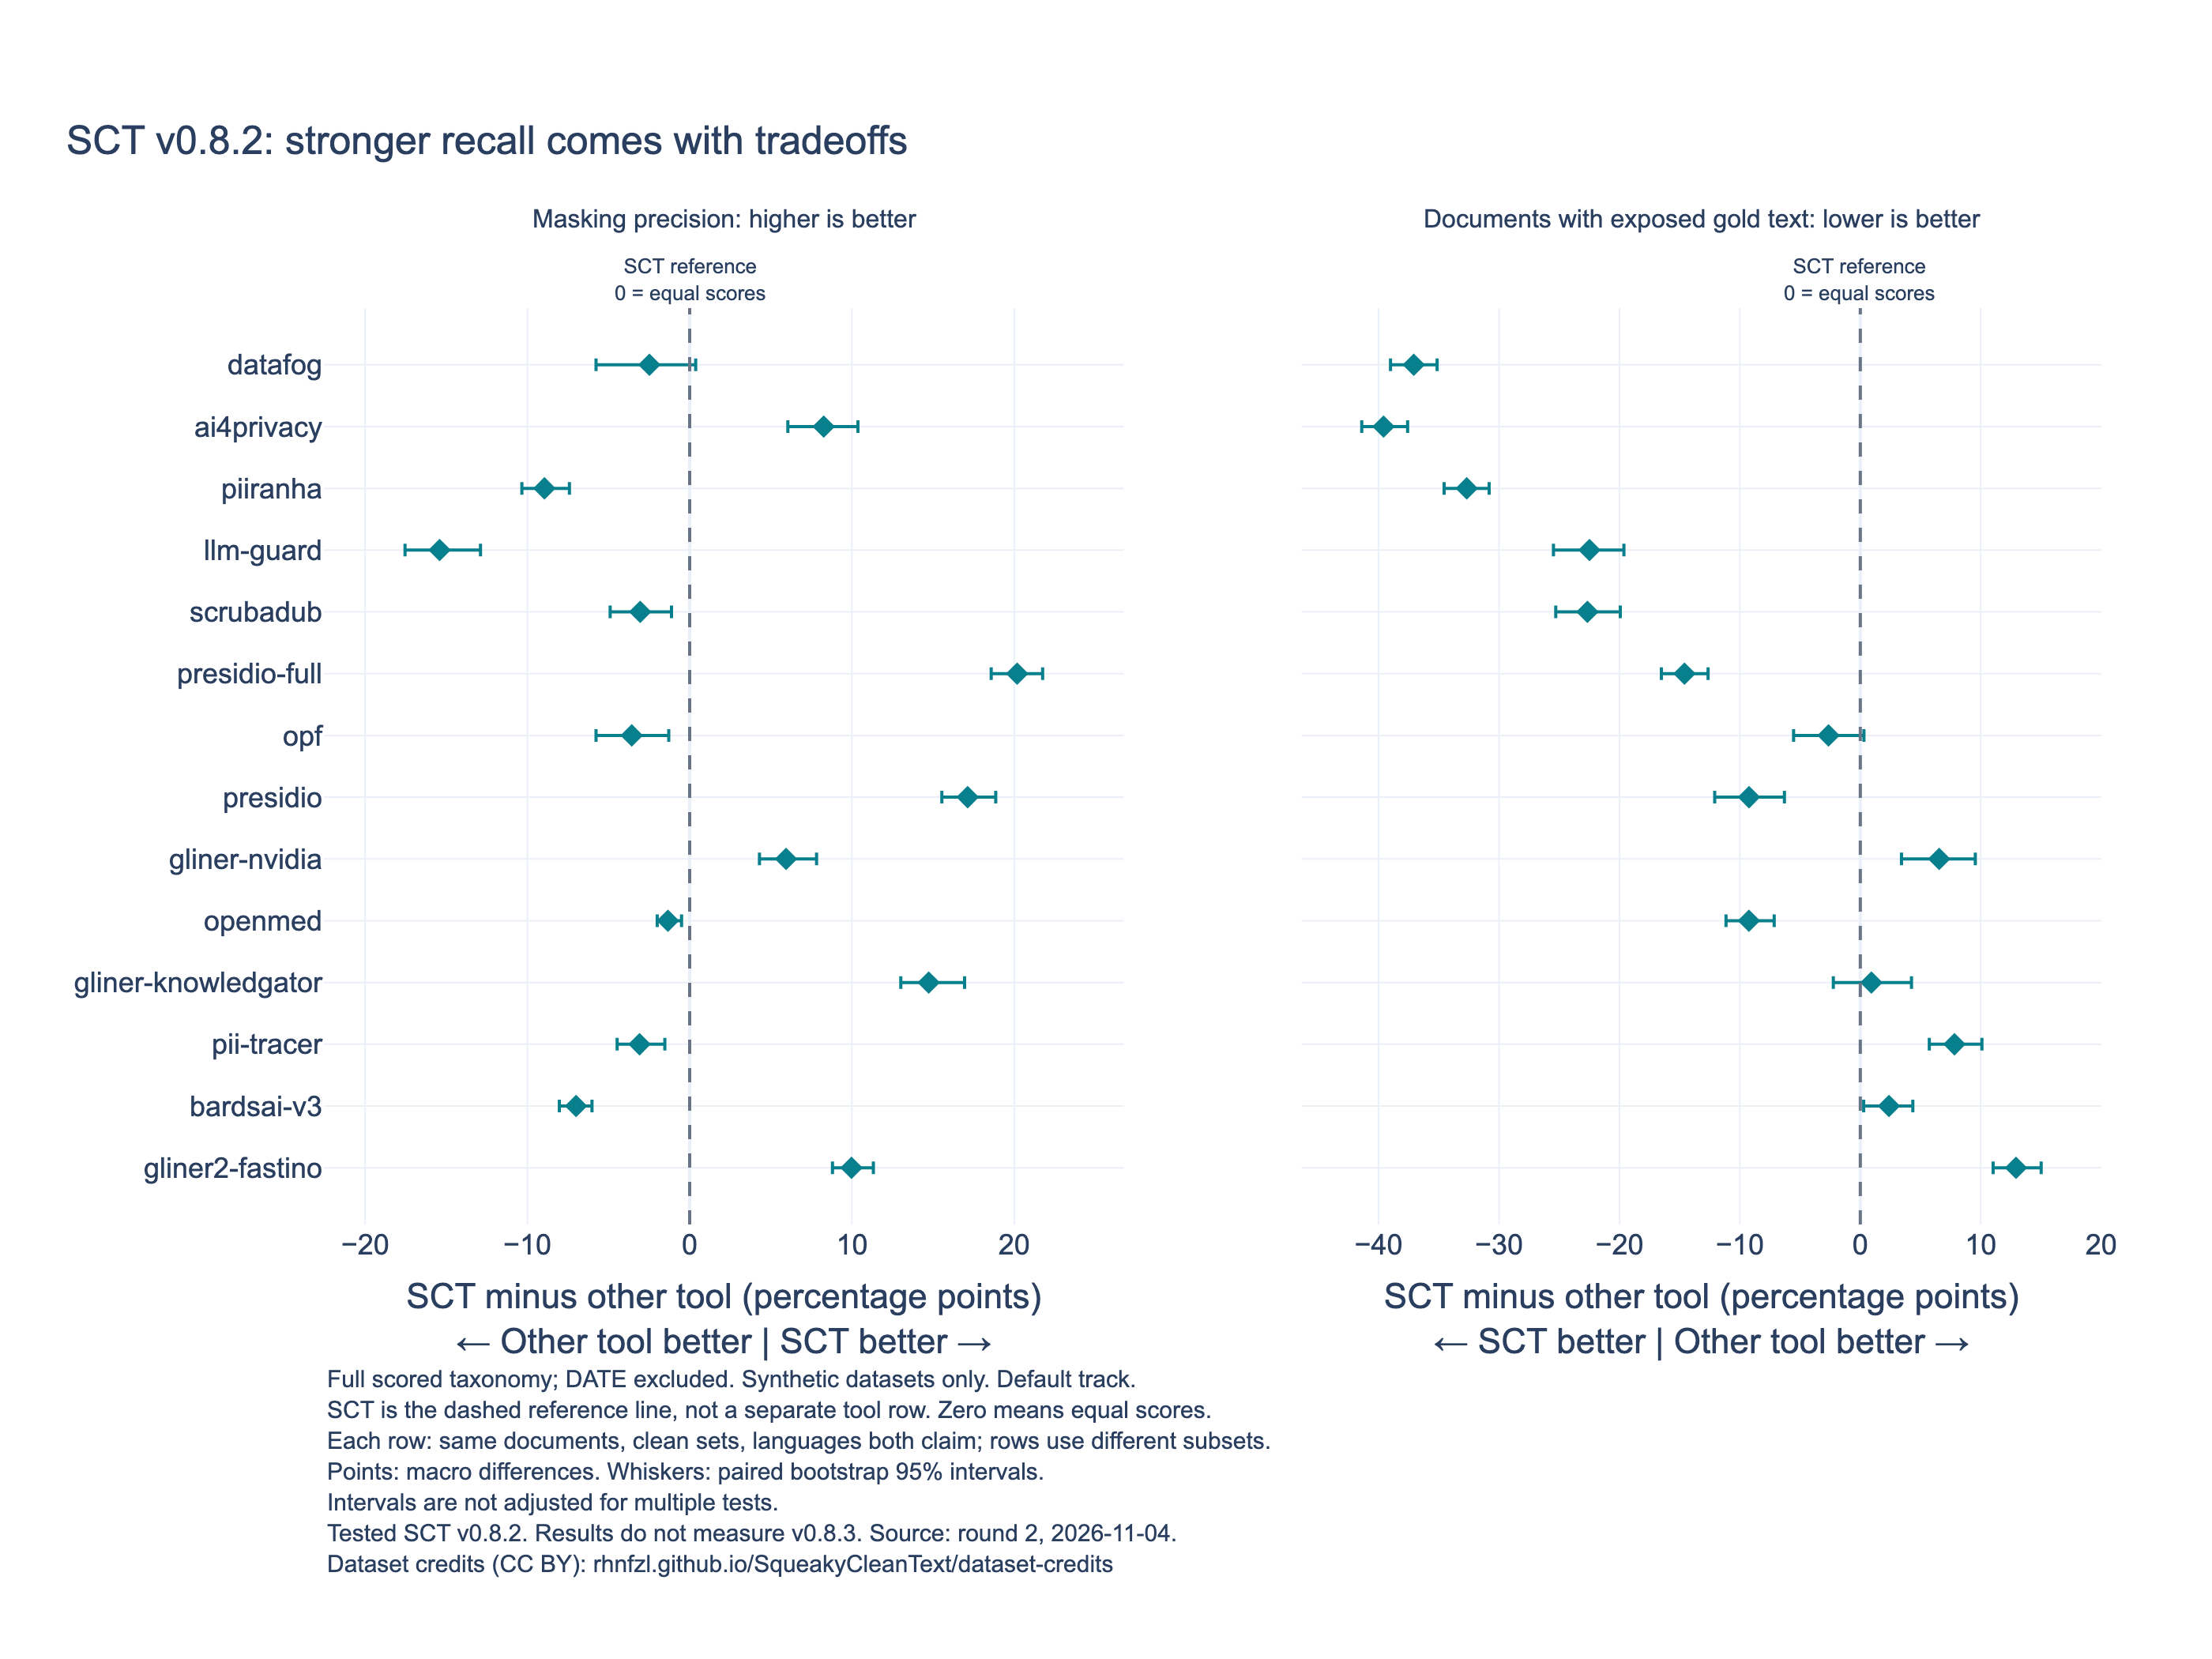 SCT v0.8.2: stronger recall comes with tradeoffs
Masking precision: higher is better
Documents with exposed gold text: lower is better
SCT reference
0 = equal scores
SCT reference
0 = equal scores
datafog
ai4privacy
piiranha
llm-guard
scrubadub
presidio-full
opf
presidio
gliner-nvidia
openmed
gliner-knowledgator
pii-tracer
bardsai-v3
gliner2-fastino
−20 −10 0 10 20
−40 −30 −20 −10 0 10 20
SCT minus other tool (percentage points)
← Other tool better | SCT better →
SCT minus other tool (percentage points)
← SCT better | Other tool better →
Full scored taxonomy; DATE excluded. Synthetic datasets only. Default track.
SCT is the dashed reference line, not a separate tool row. Zero means equal scores.
Each row: same documents, clean sets, languages both claim; rows use different subsets.
Points: macro differences. Whiskers: paired bootstrap 95% intervals.
Intervals are not adjusted for multiple tests.
Tested SCT v0.8.2. Results do not measure v0.8.3. Source: round 2, 2026-11-04.
Dataset credits (CC BY): rhnfzl.github.io/SqueakyCleanText/dataset-credits